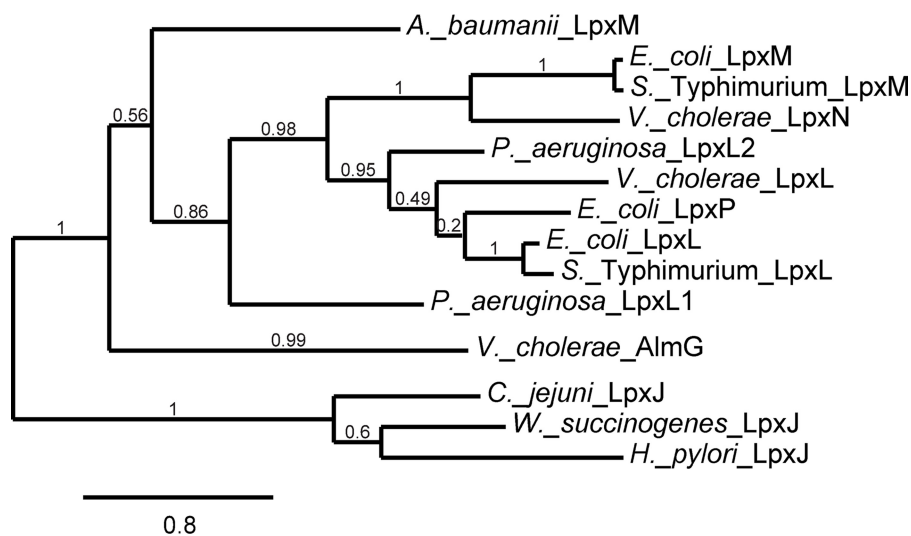 A._baumanii_LpxM
E._coli_LpxM
1
S._Typhimurium_LpxM
1
V._cholerae_LpxN
0.56
0.98
P._aeruginosa_LpxL2
0.95
V._cholerae_LpxL
0.49
E._coli_LpxP
0.86
0.2
1
E._coli_LpxL
1
S._Typhimurium_LpxL
P._aeruginosa_LpxL1
0.99
V._cholerae_AlmG
C._jejuni_LpxJ
1
W._succinogenes_LpxJ
0.6
H._pylori_LpxJ
0.8